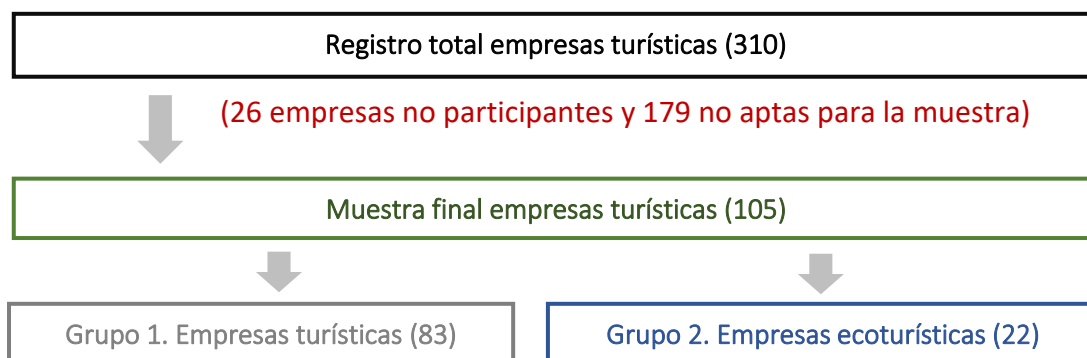 Registro total empresas turísticas (310)
(26 empresas no participantes y 179 no aptas para la muestra)
Muestra final empresas turísticas (105)
Grupo 1. Empresas turísticas (83)
Grupo 2. Empresas ecoturísticas (22)